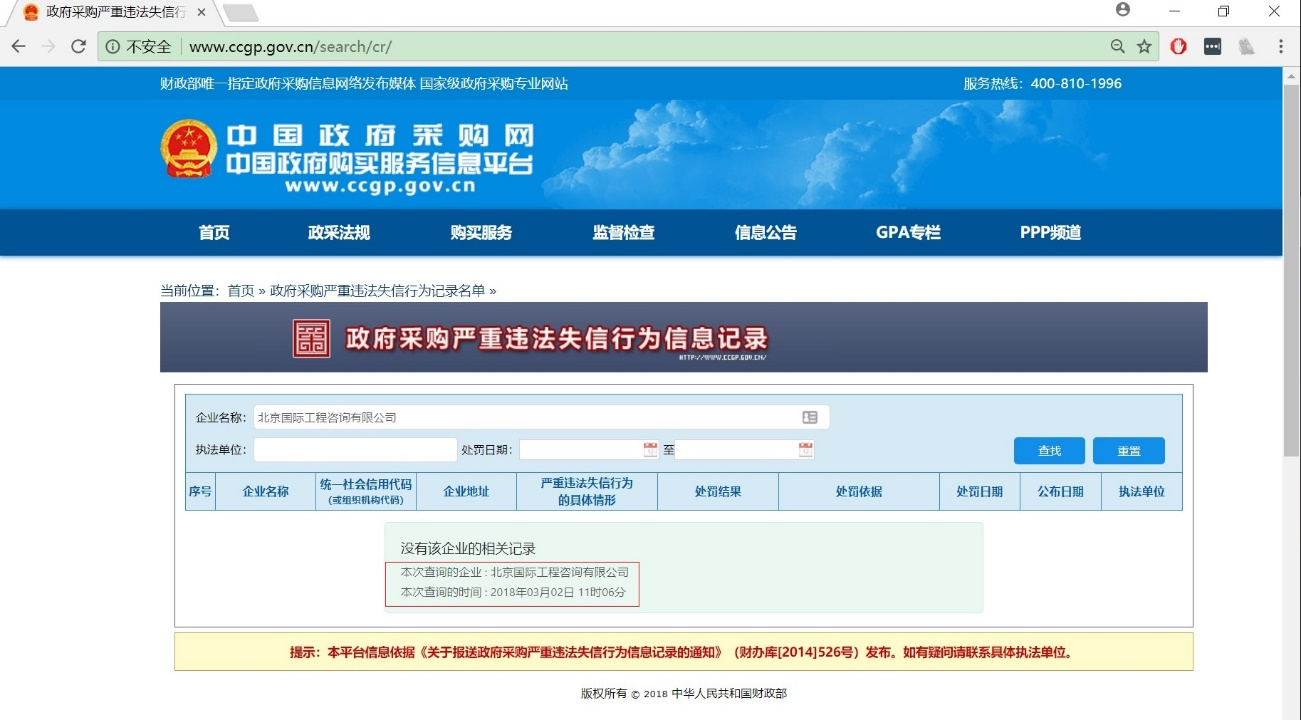 政府采购严重违法失信行
不安全 www.ccgp.gov.cn/search/cr/
财政部唯一指定政府采购信息网络发布媒体 国家级政府采购专业网站 服务热线：400-810-1996
中国政府采购网
中国政府购买服务信息平台
www.ccgp.gov.cn
首页 政采法规 购买服务 监督检查 信息公告 GPA专栏 PPP频道
当前位置：首页 » 政府采购严重违法失信行为记录名单 »
政府采购严重违法失信行为信息记录
HTTP://WWW.CCGP.GOV.CN/
企业名称： 北京国际工程咨询有限公司
执法单位： 处罚日期： 至 查找 重置
序号 企业名称 统一社会信用代码 (或组织机构代码) 企业地址 严重违法失信行为的具体情形 处罚结果 处罚依据 处罚日期 公布日期 执法单位
没有该企业的相关记录
本次查询的企业 : 北京国际工程咨询有限公司
本次查询的时间 : 2018年03月02日 11时06分
提示：本平台信息依据《关于报送政府采购严重违法失信行为信息记录的通知》（财办库[2014]526号）发布。如有疑问请联系具体执法单位。
版权所有 © 2018 中华人民共和国财政部